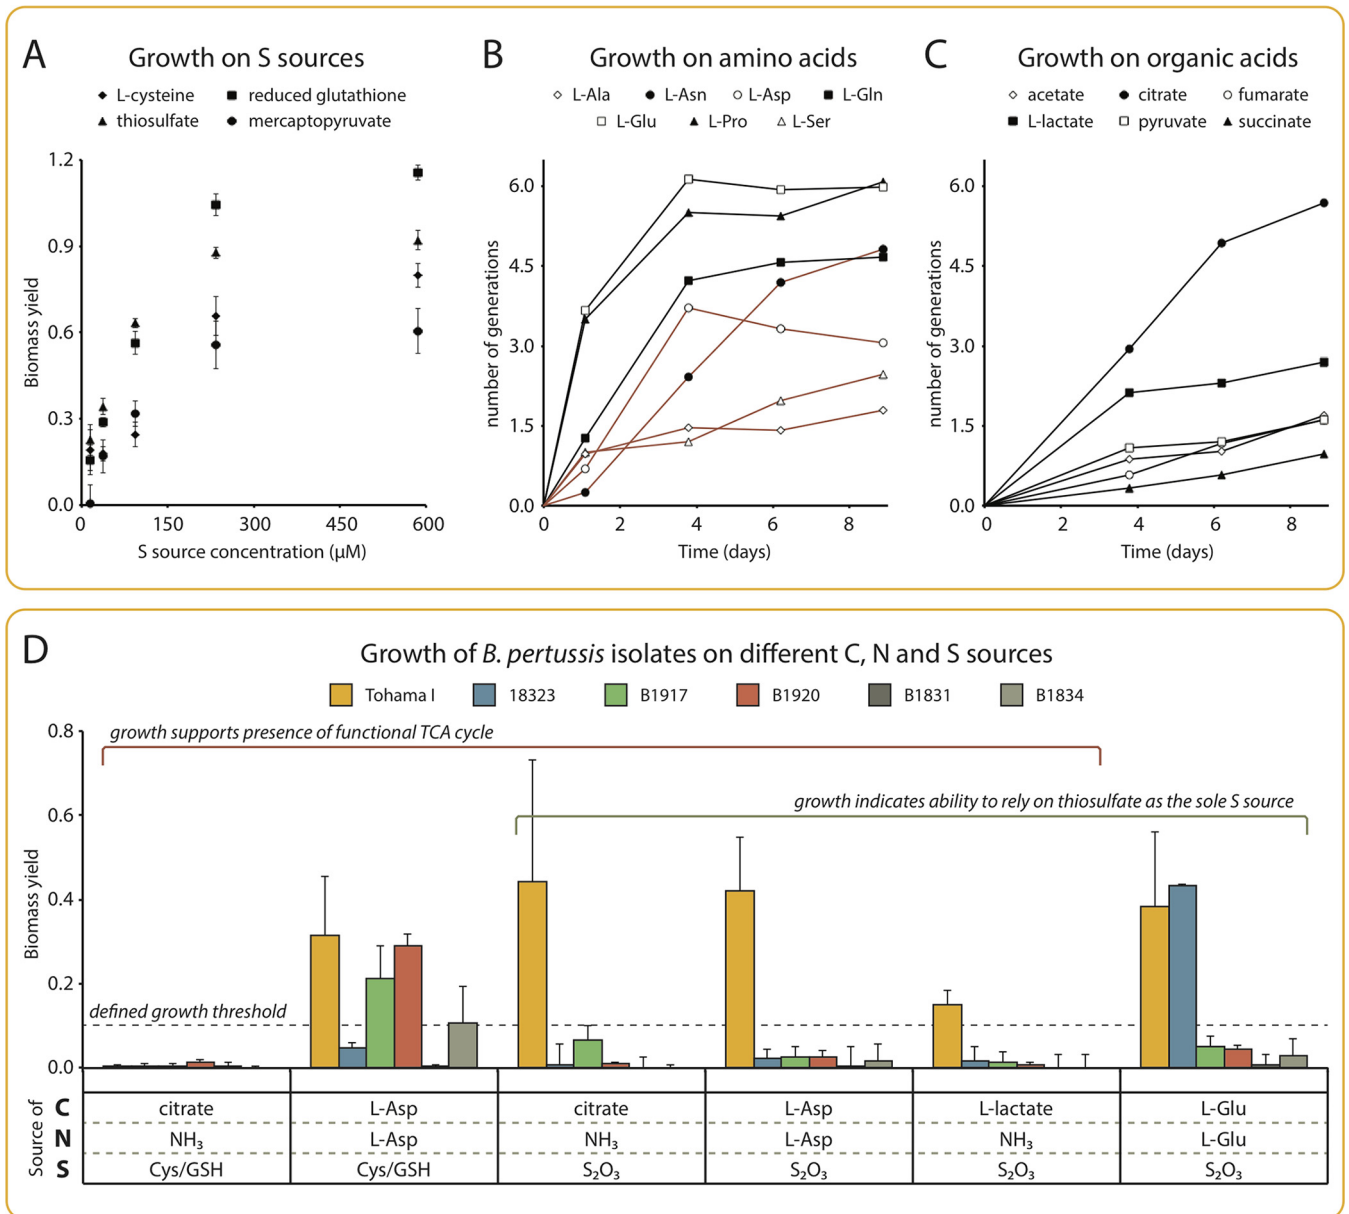 A
Growth on S sources
L-cysteine
reduced glutathione
thiosulfate
mercaptopyruvate
1.2
0.9
0.6
0.3
0.0
Biomass yield
0
150
300
450
600
S source concentration (µM)
B
Growth on amino acids
L-Ala
L-Asn
L-Asp
L-Gln
L-Glu
L-Pro
L-Ser
6.0
4.5
3.0
1.5
0.0
number of generations
0
2
4
6
8
Time (days)
C
Growth on organic acids
acetate
citrate
fumarate
L-lactate
pyruvate
succinate
6.0
4.5
3.0
1.5
0.0
number of generations
0
2
4
6
8
Time (days)
D
Growth of B. pertussis isolates on different C, N and S sources
Tohama I
18323
B1917
B1920
B1831
B1834
0.8
0.6
0.4
0.2
0.0
Biomass yield
growth supports presence of functional TCA cycle
growth indicates ability to rely on thiosulfate as the sole S source
defined growth threshold
Source of
C citrate L-Asp citrate L-Asp L-lactate L-Glu
N NH₃ L-Asp NH₃ L-Asp NH₃ L-Glu
S Cys/GSH Cys/GSH S₂O₃ S₂O₃ S₂O₃ S₂O₃